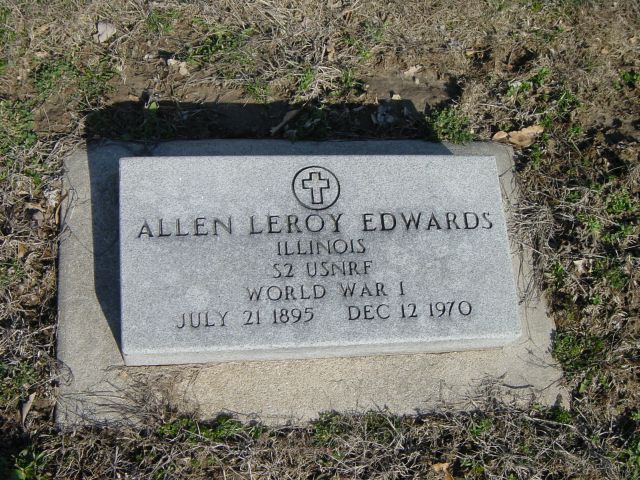 ALLEN LEROY EDWARDS
ILLINOIS
S2 USNRF
WORLD WAR I
JULY 21 1895 DEC 12 1970